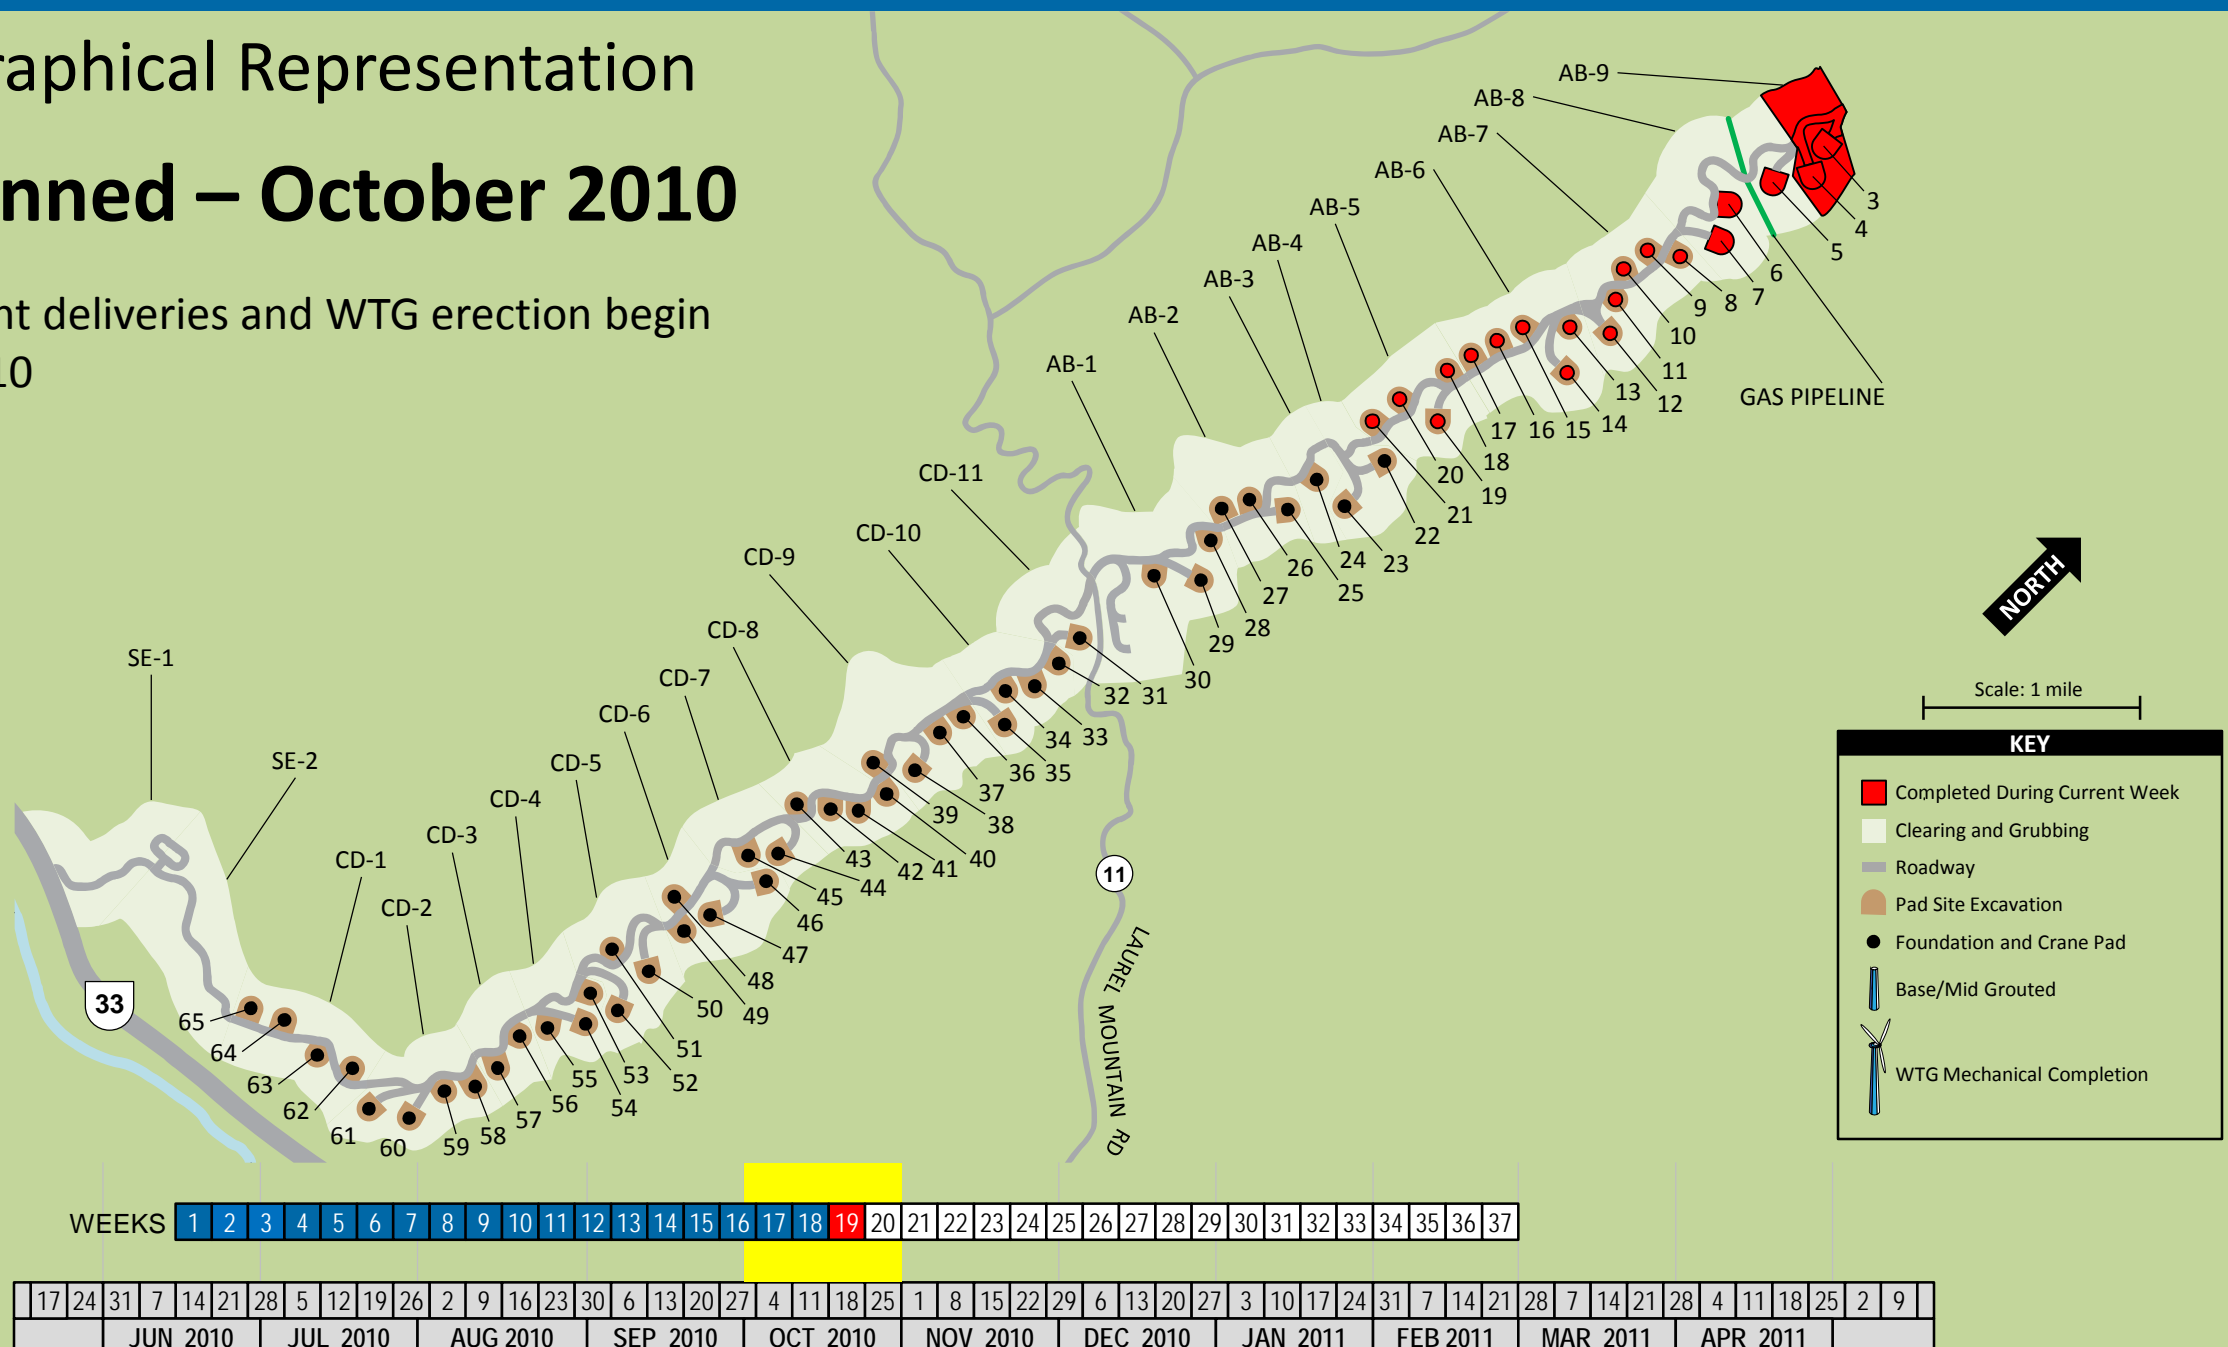 raphical Representation
nned – October 2010
nt deliveries and WTG erection begin
10
AB-9
AB-8
AB-7
AB-6
AB-5
AB-4
AB-3
AB-2
AB-1
CD-11
CD-10
CD-9
CD-8
CD-7
CD-6
CD-5
CD-4
CD-3
CD-2
CD-1
SE-2
SE-1
3
4
5
6
7
8
9
10
11
12
13
14
15
16
17
18
19
20
21
22
23
24
25
26
27
28
29
30
31
32
33
34
35
36
37
38
39
40
41
42
43
44
45
46
47
48
49
50
51
52
53
54
55
56
57
58
59
60
61
62
63
64
65
GAS PIPELINE
NORTH
Scale: 1 mile
KEY
Completed During Current Week
Clearing and Grubbing
Roadway
Pad Site Excavation
Foundation and Crane Pad
Base/Mid Grouted
WTG Mechanical Completion
11
LAUREL MOUNTAIN RD
33
WEEKS 1 2 3 4 5 6 7 8 9 10 11 12 13 14 15 16 17 18 19 20 21 22 23 24 25 26 27 28 29 30 31 32 33 34 35 36 37
17 24 31 7 14 21 28 5 12 19 26 2 9 16 23 30 6 13 20 27 4 11 18 25 1 8 15 22 29 6 13 20 27 3 10 17 24 31 7 14 21 28 7 14 21 28 4 11 18 25 2 9
JUN 2010 JUL 2010 AUG 2010 SEP 2010 OCT 2010 NOV 2010 DEC 2010 JAN 2011 FEB 2011 MAR 2011 APR 2011